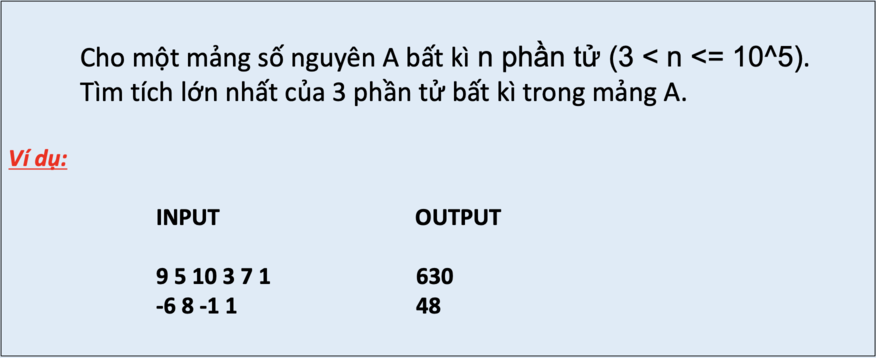 Cho một mảng số nguyên A bất kì n phần tử (3 < n <= 10^5).
Tìm tích lớn nhất của 3 phần tử bất kì trong mảng A.
Ví dụ:
INPUT OUTPUT
9 5 10 3 7 1 630
-6 8 -1 1 48